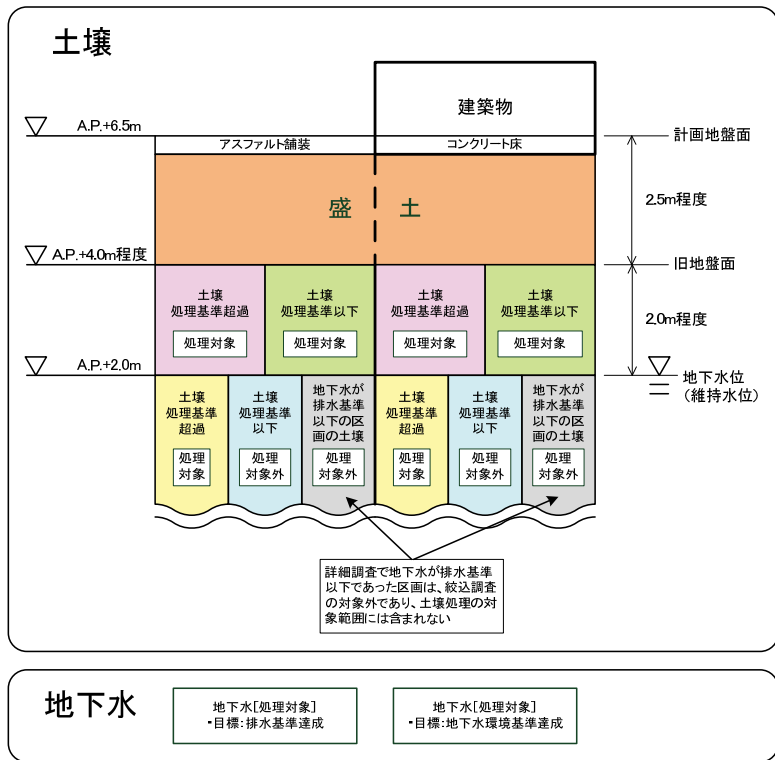 土壌
建築物
A.P.+6.5m
計画地盤面
アスファルト舗装
コンクリート床
2.5m程度
盛 土
A.P.+4.0m程度
旧地盤面
土壌
処理基準超過
処理対象
土壌
処理基準以下
処理対象
土壌
処理基準超過
処理対象
土壌
処理基準以下
処理対象
2.0m程度
A.P.+2.0m
地下水位
(維持水位)
土壌
処理基準
超過
処理
対象
土壌
処理基準
以下
処理
対象外
地下水が
排水基準
以下の区
画の土壌
処理
対象外
土壌
処理基準
超過
処理
対象
土壌
処理基準
以下
処理
対象外
地下水が
排水基準
以下の区
画の土壌
処理
対象外
詳細調査で地下水が排水基準
以下であった区画は、絞込調査
の対象外であり、土壌処理の対
象範囲には含まれない
地下水
地下水[処理対象]
・目標:排水基準達成
地下水[処理対象]
・目標:地下水環境基準達成